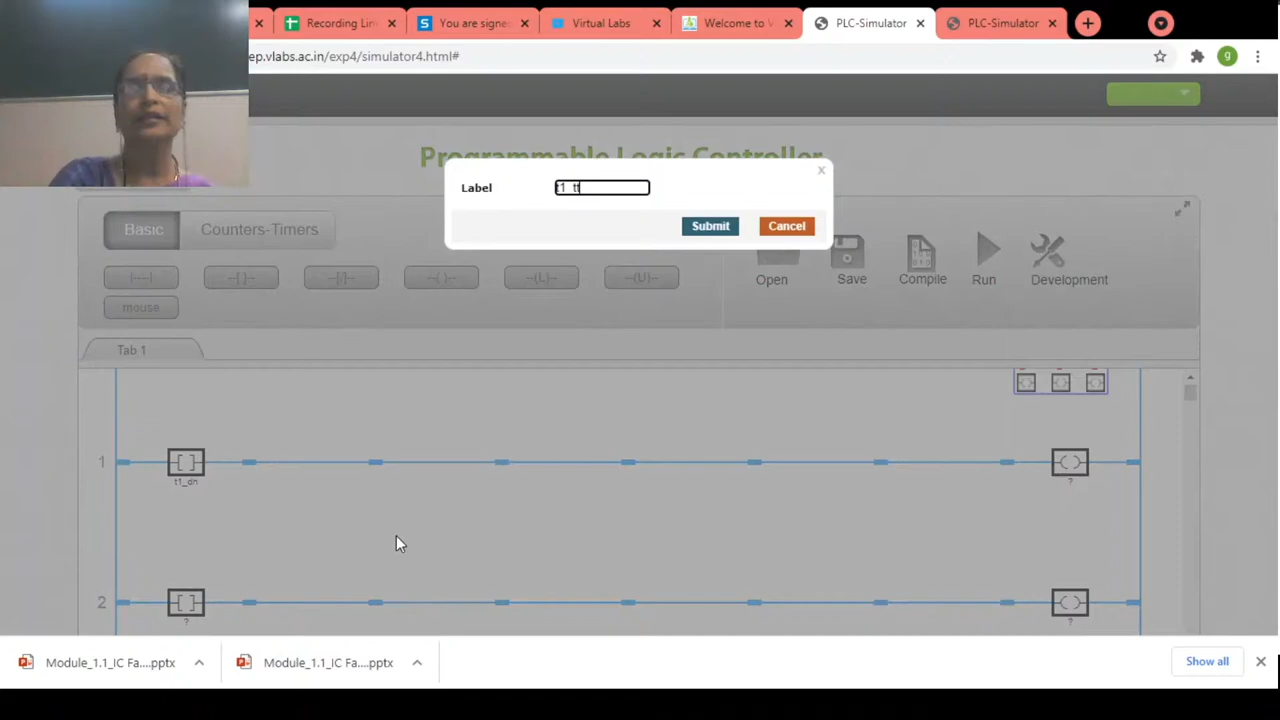 Recording Lin
You are signe
Virtual Labs
Welcome to V
PLC-Simulator
PLC-Simulator
ep.vlabs.ac.in/exp4/simulator4.html#
g
Programmable Logic Controller
x
Label
t1_tt
Submit
Cancel
Basic
Counters-Timers
|---|
--[ ]--
--[/]--
--( )--
--(L)--
--(U)--
mouse
Open
Save
Compile
Run
Development
Tab 1
1
t1_dn
?
2
?
?
Module_1.1_IC Fa....pptx
Module_1.1_IC Fa....pptx
Show all